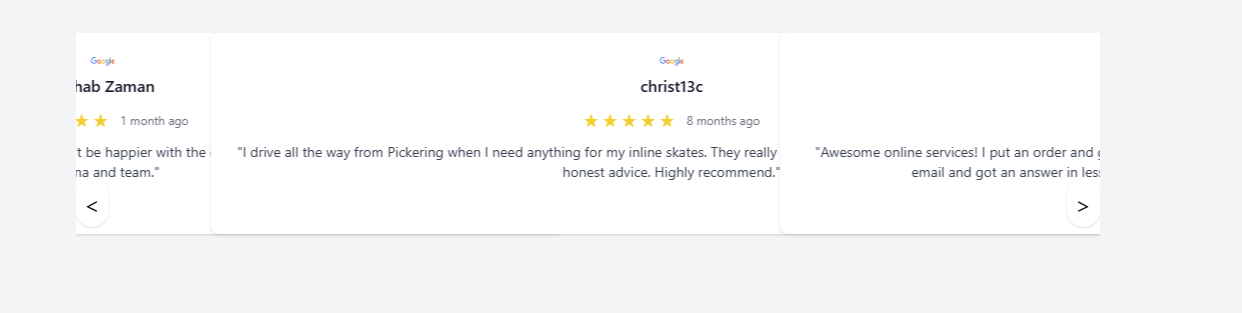 Google
hab Zaman
1 month ago
't be happier with the
na and team."
<
Google
christ13c
8 months ago
"I drive all the way from Pickering when I need anything for my inline skates. They really
honest advice. Highly recommend."
"Awesome online services! I put an order and
email and got an answer in les
>